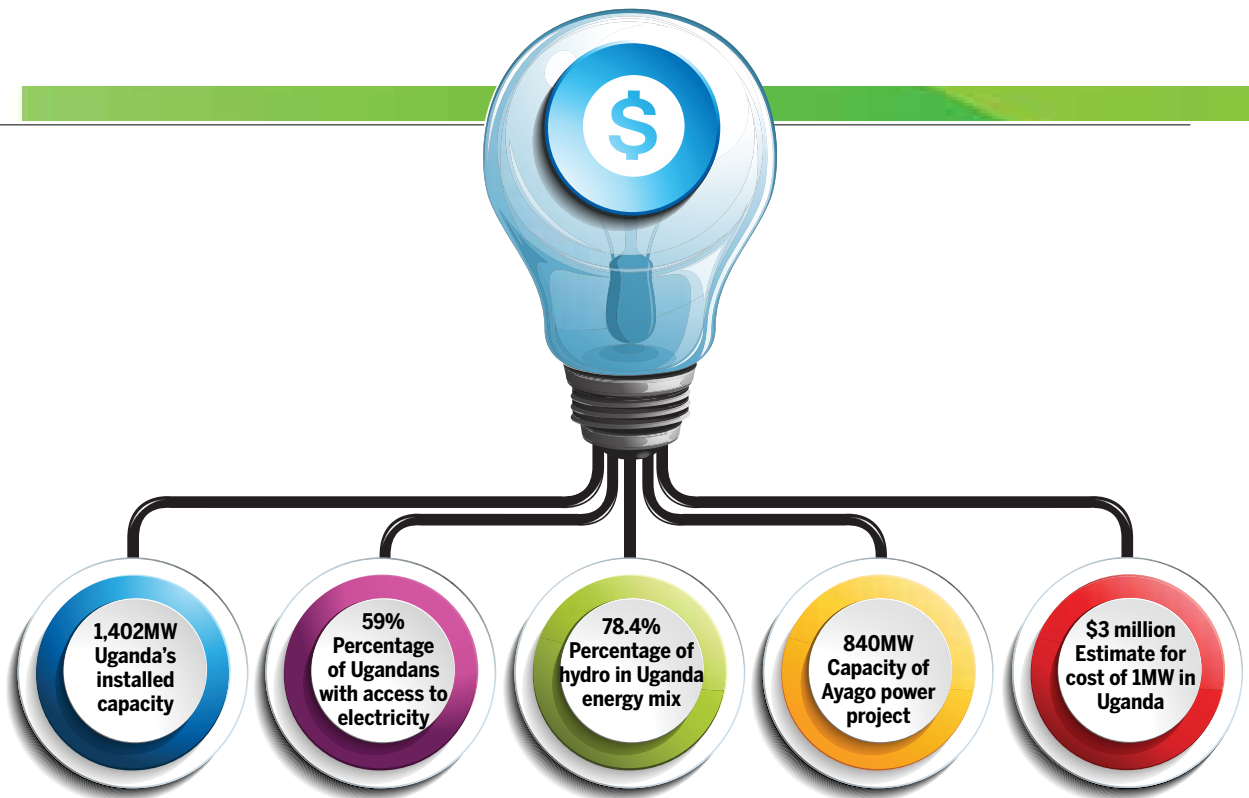 $
1,402MW
Uganda’s
installed
capacity
59%
Percentage
of Ugandans
with access to
electricity
78.4%
Percentage of
hydro in Uganda
energy mix
840MW
Capacity of
Ayago power
project
$3 million
Estimate for
cost of 1MW in
Uganda